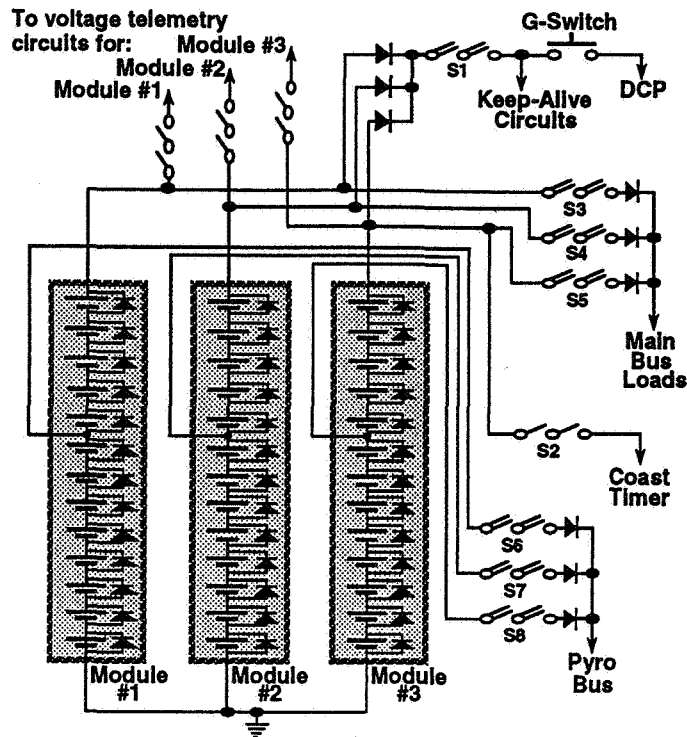 To voltage telemetry
circuits for:
Module #3
Module #2
Module #1
G-Switch
S1
DCP
Keep-Alive
Circuits
S3
S4
S5
Main
Bus
Loads
S2
Coast
Timer
S6
S7
S8
Pyro
Bus
Module
#1
Module
#2
Module
#3